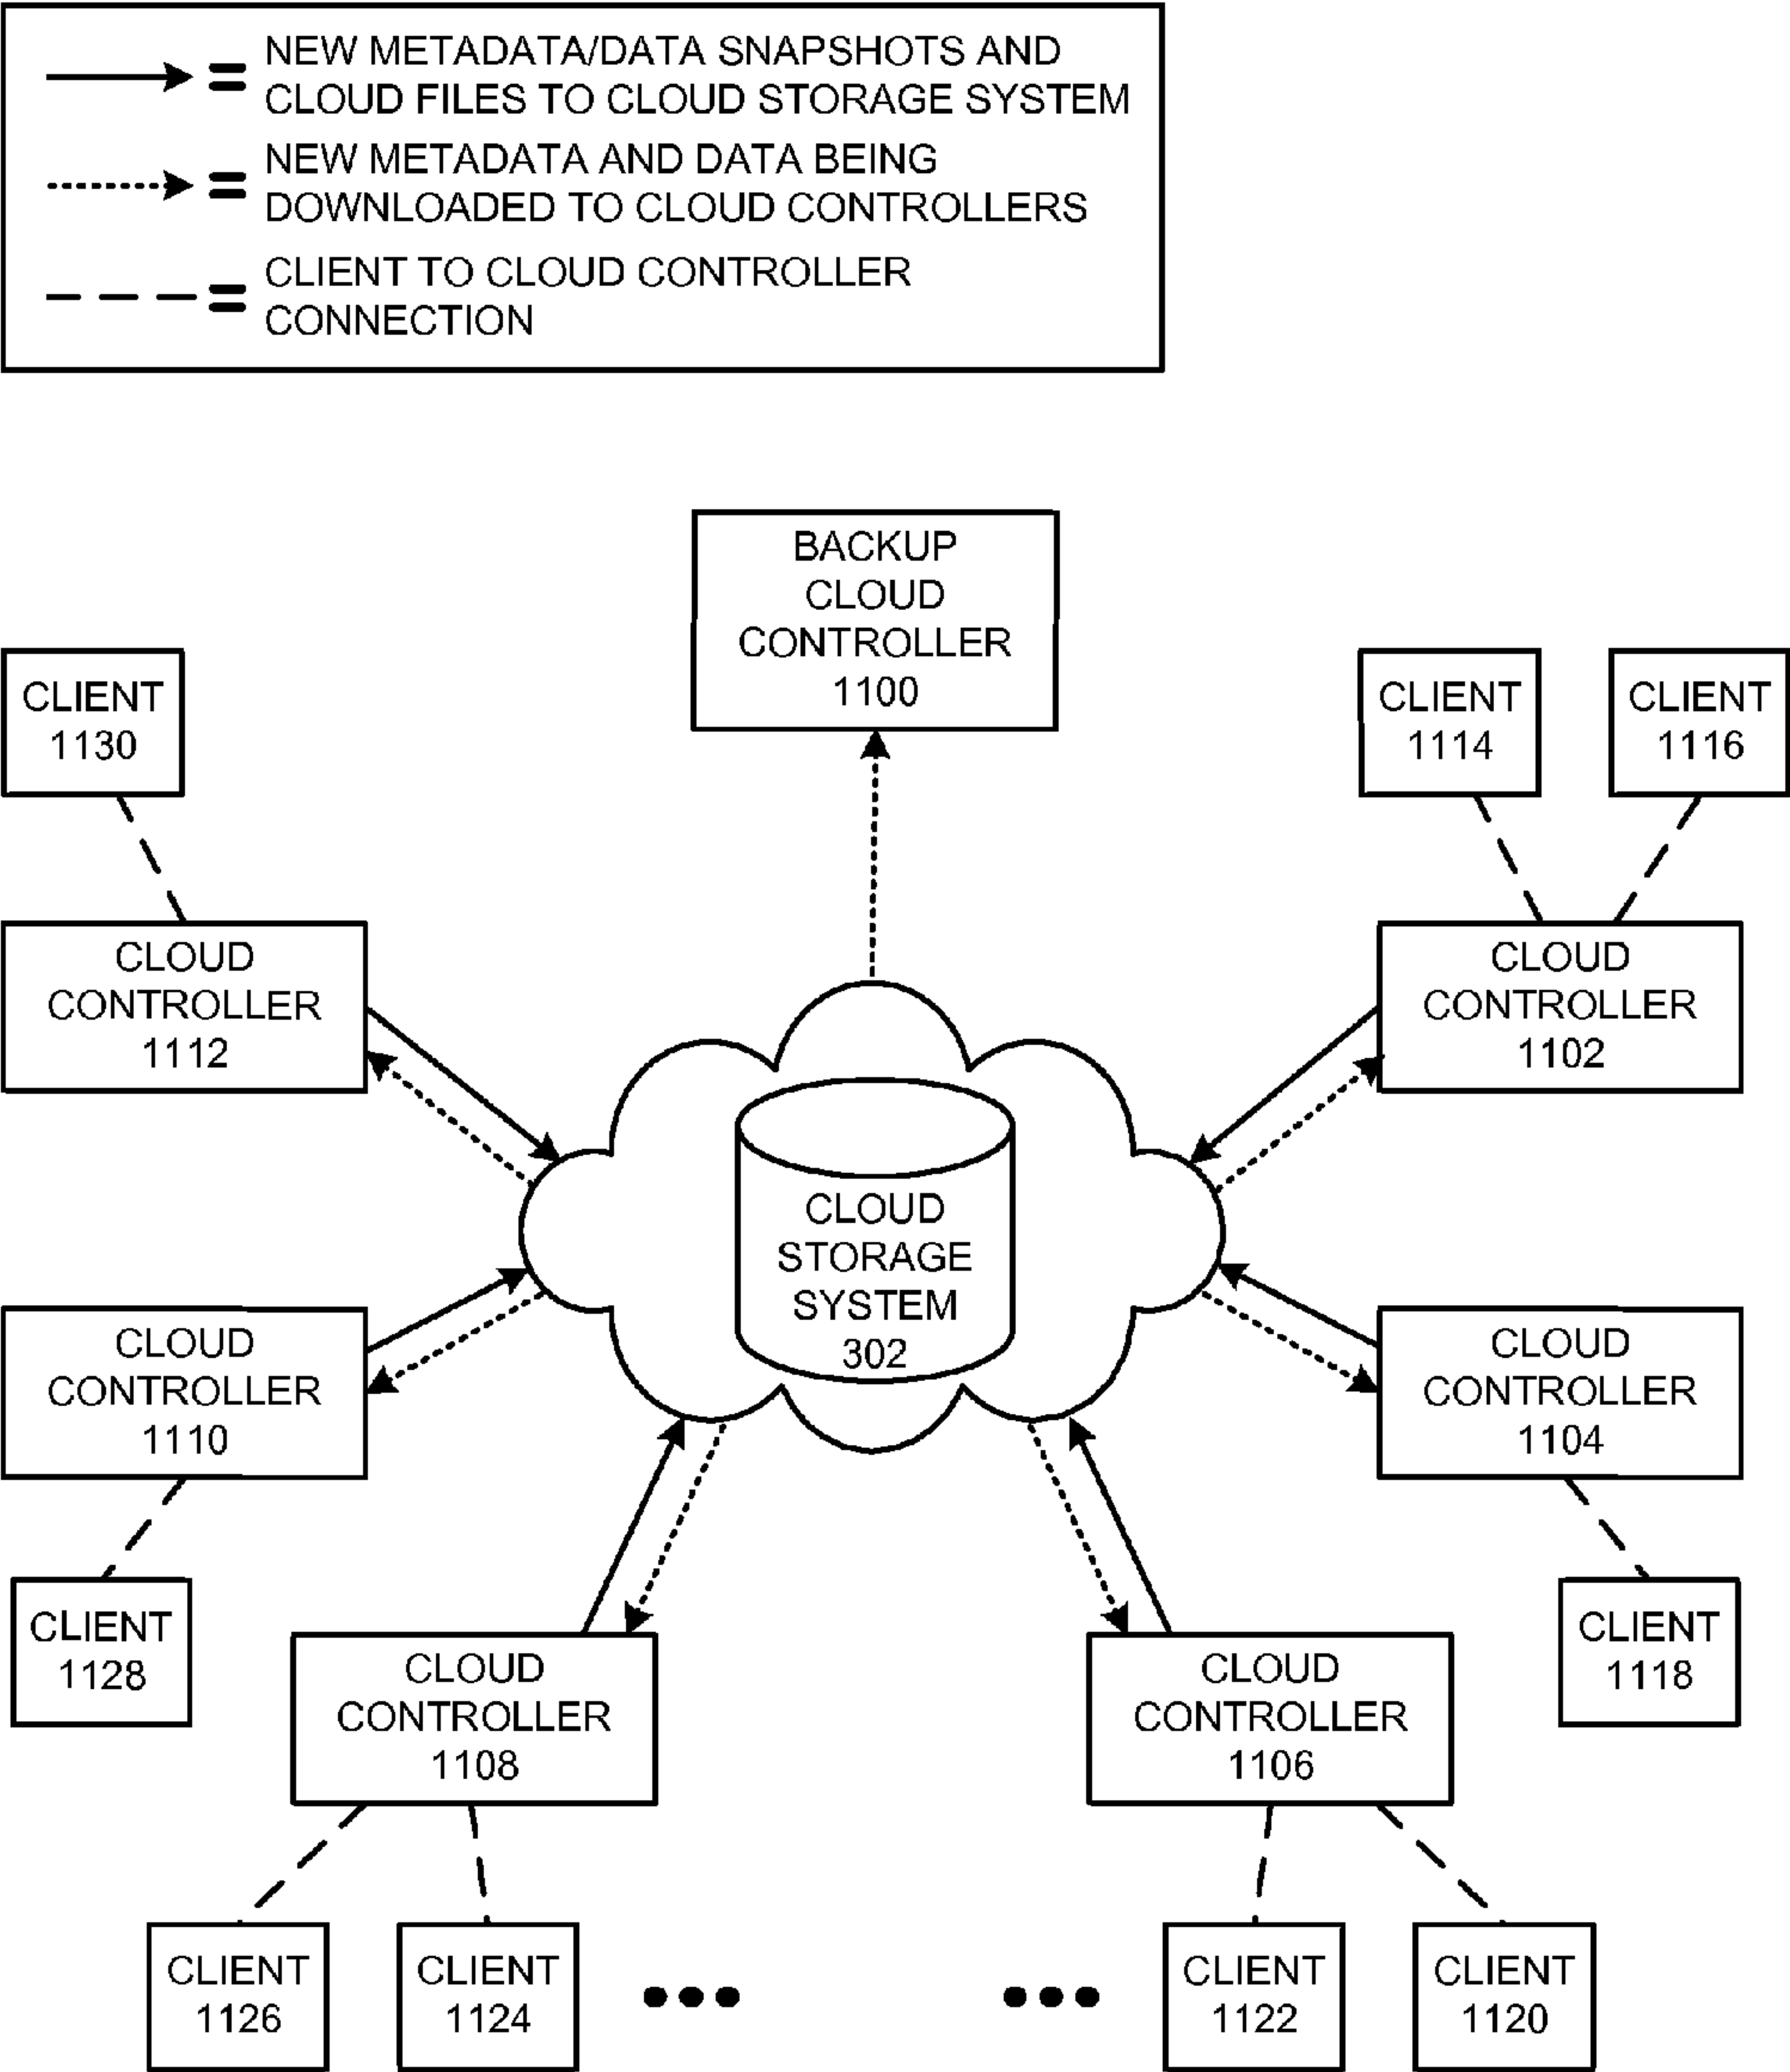 NEW METADATA/DATA SNAPSHOTS AND
CLOUD FILES TO CLOUD STORAGE SYSTEM
NEW METADATA AND DATA BEING
DOWNLOADED TO CLOUD CONTROLLERS
CLIENT TO CLOUD CONTROLLER
CONNECTION
BACKUP
CLOUD
CONTROLLER
1100
CLIENT
1130
CLIENT
1114
CLIENT
1116
CLOUD
CONTROLLER
1112
CLOUD
CONTROLLER
1102
CLOUD
STORAGE
SYSTEM
302
CLOUD
CONTROLLER
1110
CLOUD
CONTROLLER
1104
CLIENT
1128
CLIENT
1118
CLOUD
CONTROLLER
1108
CLOUD
CONTROLLER
1106
CLIENT
1126
CLIENT
1124
CLIENT
1122
CLIENT
1120